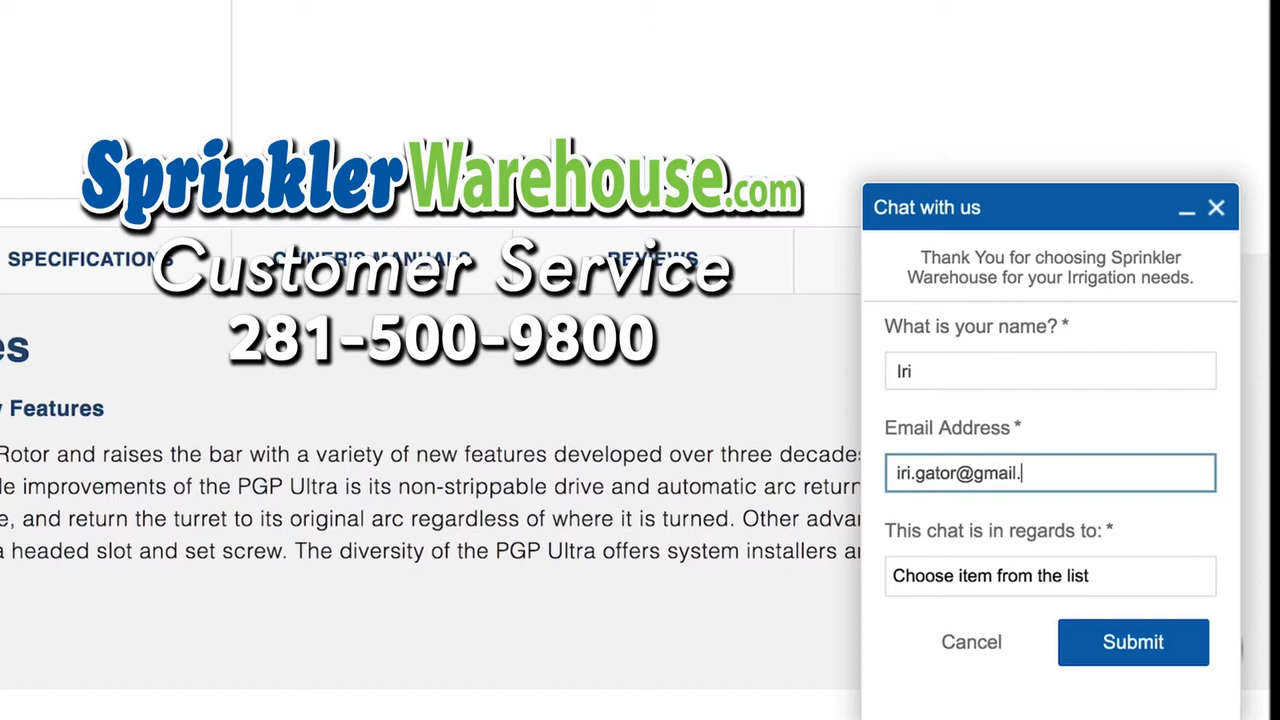 SprinklerWarehouse.com
Customer Service
281-500-9800
SPECIFICATIONS
OWNER'S MANUALS
REVIEWS
es
y Features
Rotor and raises the bar with a variety of new features developed over three decades
le improvements of the PGP Ultra is its non-strippable drive and automatic arc return
e, and return the turret to its original arc regardless of where it is turned. Other adva
a headed slot and set screw. The diversity of the PGP Ultra offers system installers a
Chat with us
Thank You for choosing Sprinkler
Warehouse for your Irrigation needs.
What is your name? *
Iri
Email Address *
iri.gator@gmail.
This chat is in regards to: *
Choose item from the list
Cancel
Submit